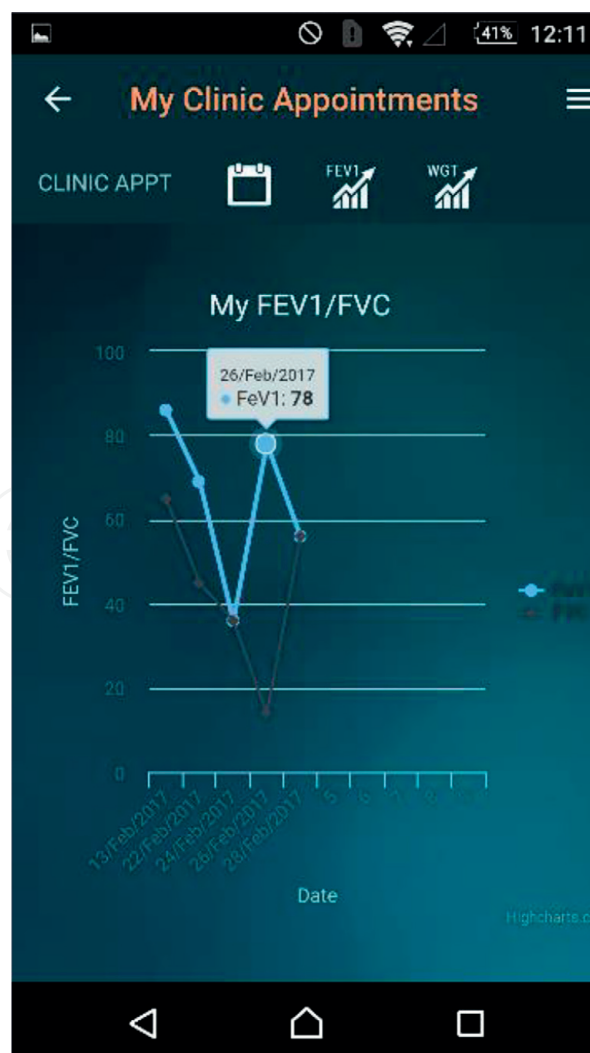 41% 12:11
My Clinic Appointments
CLINIC APPT
FEV1
WGT
My FEV1/FVC
100
26/Feb/2017
FeV1: 78
80
60
FEV1/FVC
40
20
0
13/Feb/2017
22/Feb/2017
24/Feb/2017
26/Feb/2017
28/Feb/2017
5
6
7
8
Date